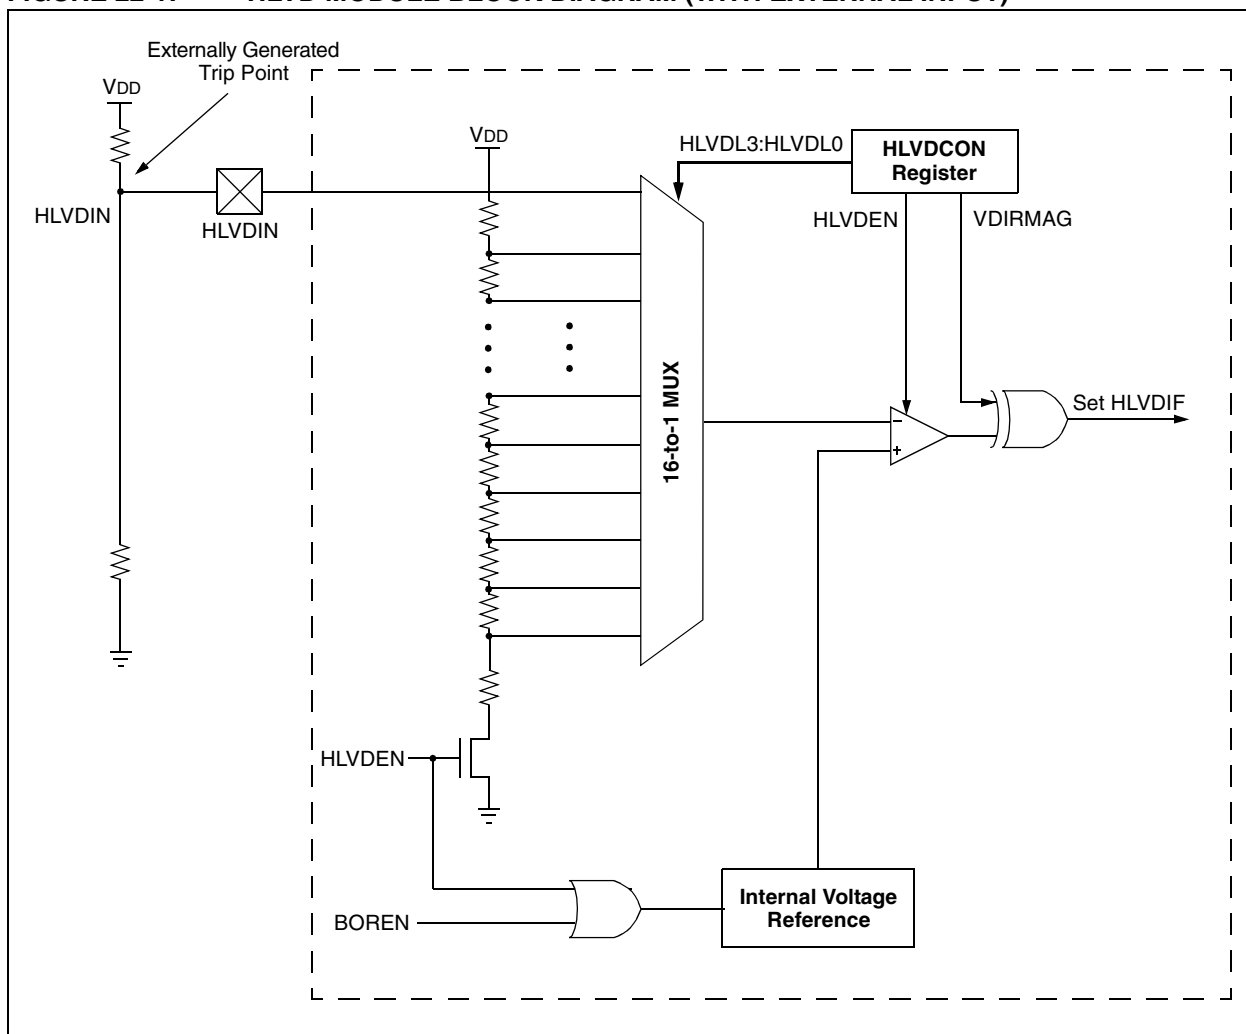 Externally Generated
Trip Point
VDD
VDD
HLVDL3:HLVDL0
HLVDCON
Register
HLVDIN
HLVDIN
HLVDEN
VDIRMAG
16-to-1 MUX
Set HLVDIF
–
+
HLVDEN
BOREN
Internal Voltage
Reference